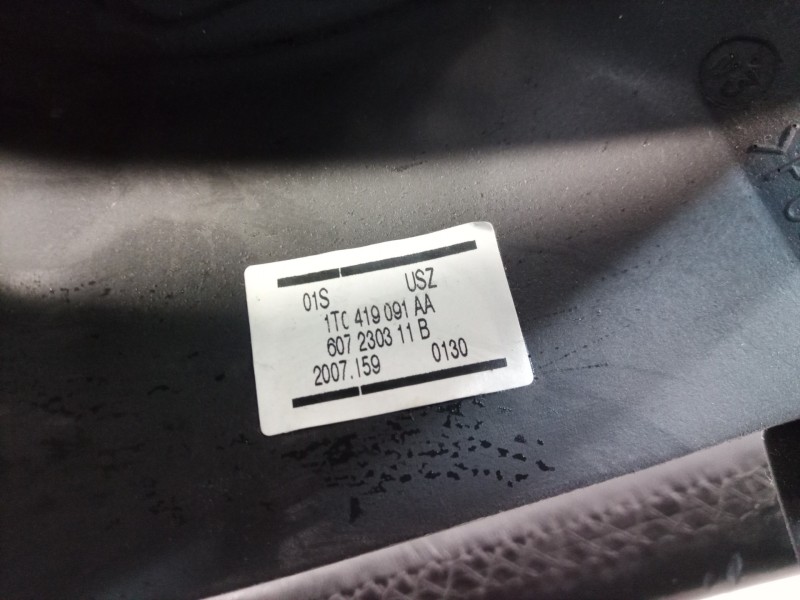 01S USZ
1TC 419 091 AA
607 2303 11 B
2007.159 0130